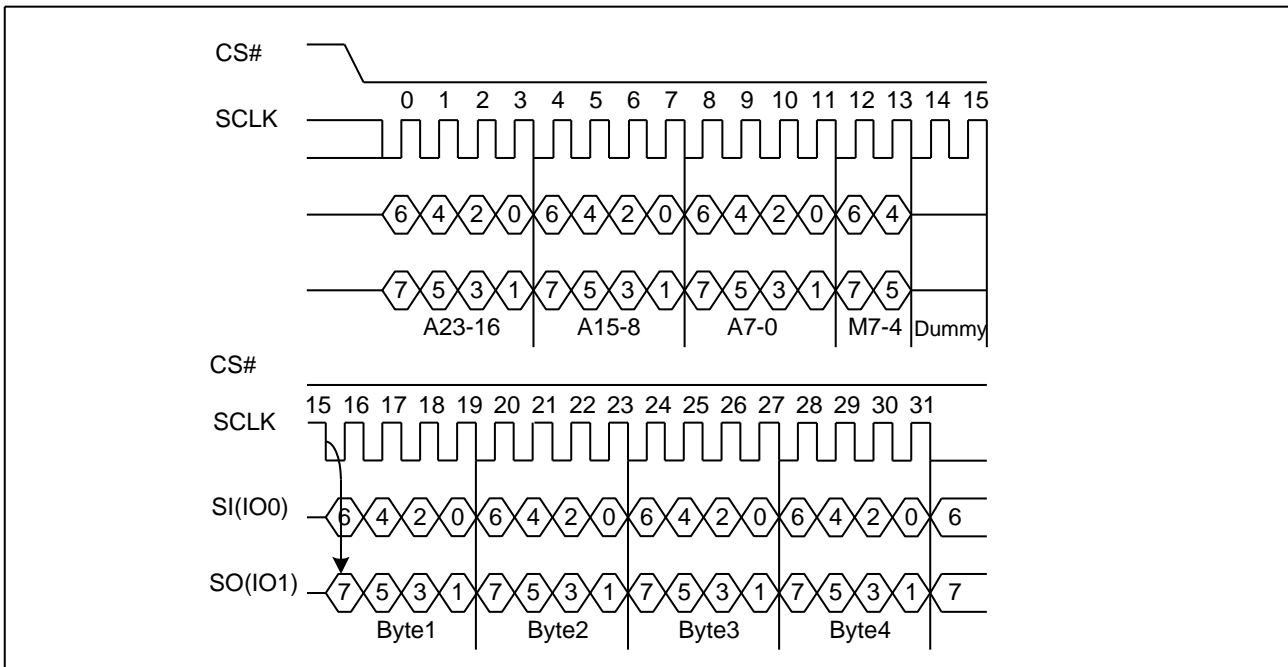 CS#
0 1 2 3 4 5 6 7 8 9 10 11 12 13 14 15
SCLK
6 4 2 0 6 4 2 0 6 4 2 0 6 4
7 5 3 1 7 5 3 1 7 5 3 1 7 5
A23-16 A15-8 A7-0 M7-4 Dummy
CS#
15 16 17 18 19 20 21 22 23 24 25 26 27 28 29 30 31
SCLK
SI(IO0) 6 4 2 0 6 4 2 0 6 4 2 0 6 4 2 0 6
SO(IO1) 7 5 3 1 7 5 3 1 7 5 3 1 7 5 3 1 7
Byte1 Byte2 Byte3 Byte4